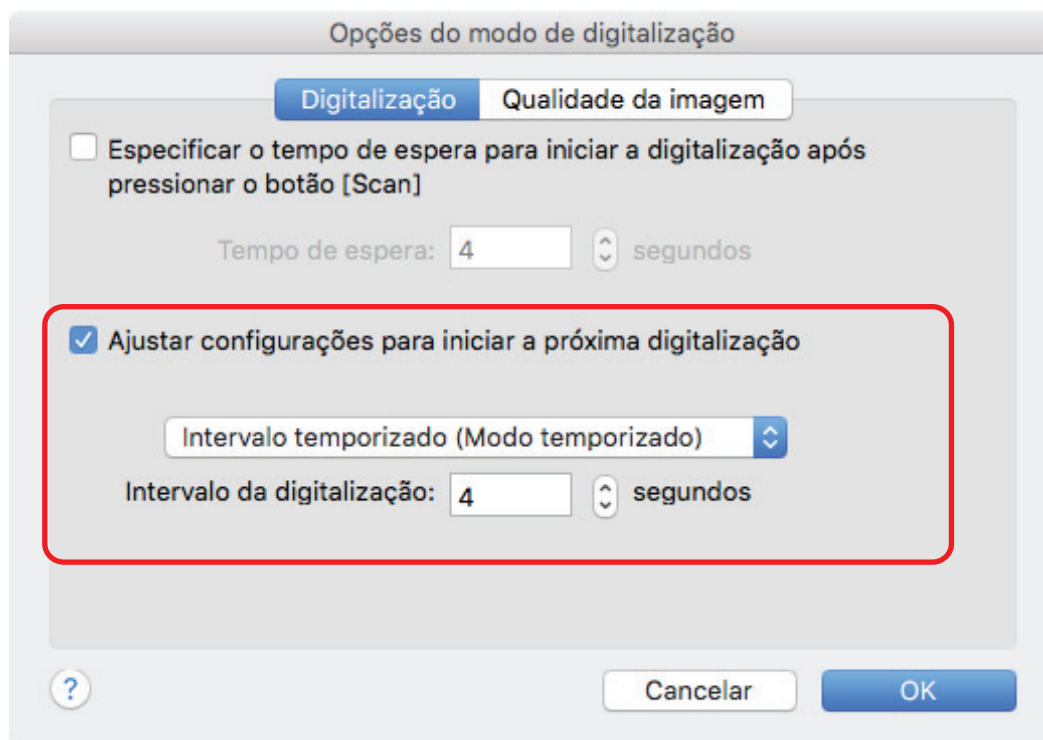 Opções do modo de digitalização
Digitalização Qualidade da imagem
Especificar o tempo de espera para iniciar a digitalização após
pressionar o botão [Scan]
Tempo de espera: 4 segundos
Ajustar configurações para iniciar a próxima digitalização
Intervalo temporizado (Modo temporizado)
Intervalo da digitalização: 4 segundos
? Cancelar OK